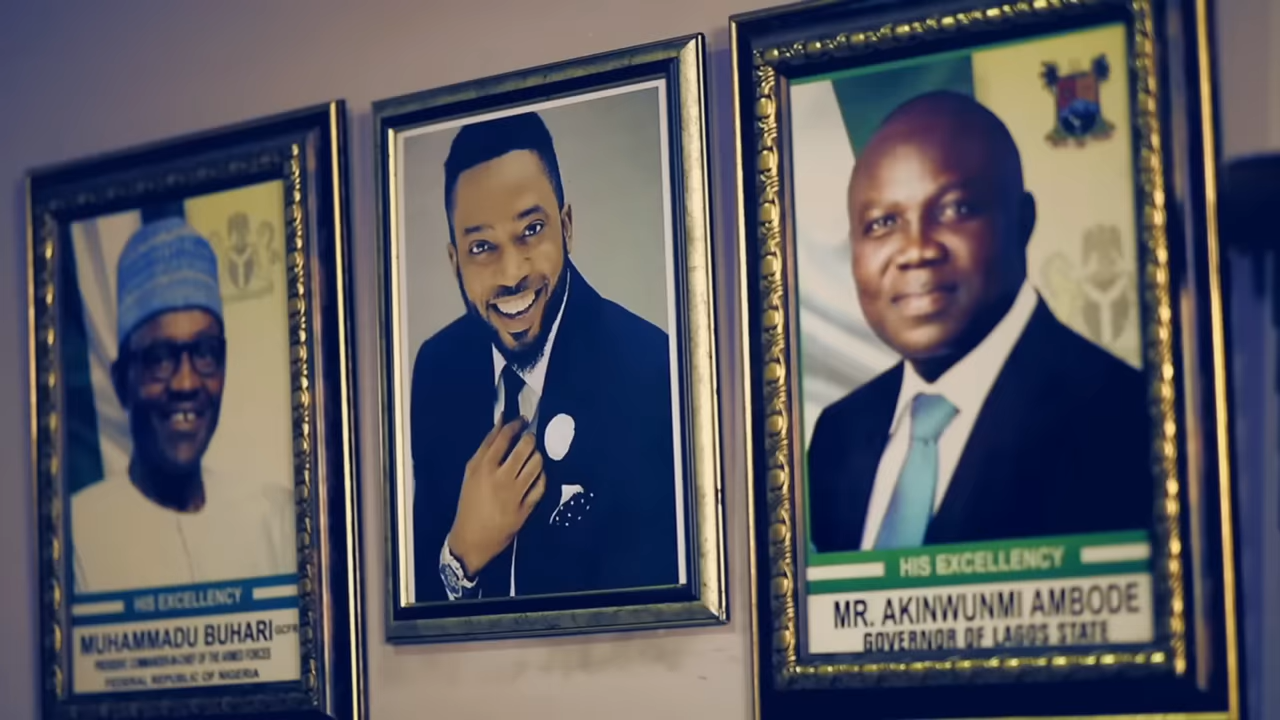 HIS EXCELLENCY
MUHAMMADU BUHARI GCFR
PRESIDENT, COMMANDER-IN-CHIEF OF THE ARMED FORCES
FEDERAL REPUBLIC OF NIGERIA
HIS EXCELLENCY
MR. AKINWUNMI AMBODE
GOVERNOR OF LAGOS STATE